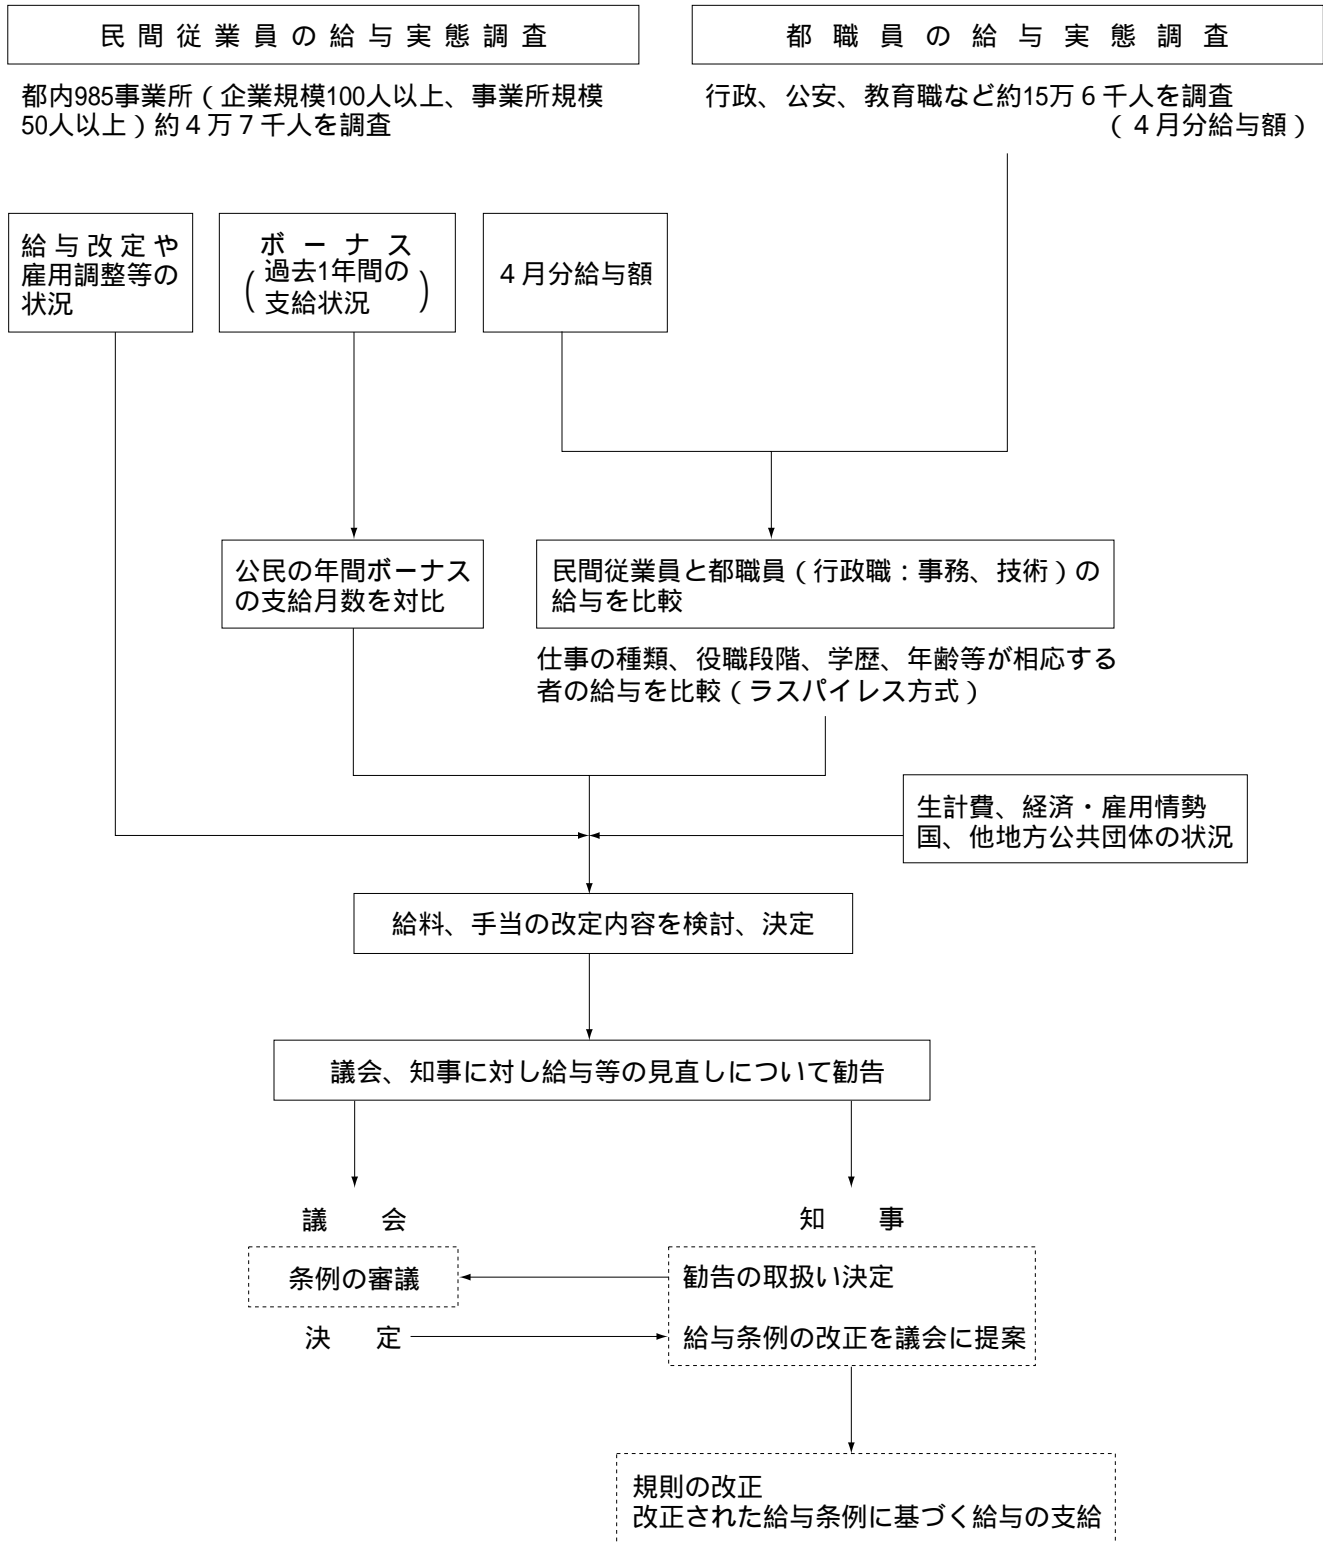 民間従業員の給与実態調査
都職員の給与実態調査
都内985事業所（企業規模100人以上、事業所規模
50人以上）約４万７千人を調査
行政、公安、教育職など約15万６千人を調査
（４月分給与額）
給与改定や
雇用調整等の
状況
ボーナス
（過去1年間の
支給状況）
４月分給与額
公民の年間ボーナス
の支給月数を対比
民間従業員と都職員（行政職：事務、技術）の
給与を比較
仕事の種類、役職段階、学歴、年齢等が相応する
者の給与を比較（ラスパイレス方式）
生計費、経済・雇用情勢
国、他地方公共団体の状況
給料、手当の改定内容を検討、決定
議会、知事に対し給与等の見直しについて勧告
議　会
知　事
条例の審議
勧告の取扱い決定
決　定
給与条例の改正を議会に提案
規則の改正
改正された給与条例に基づく給与の支給